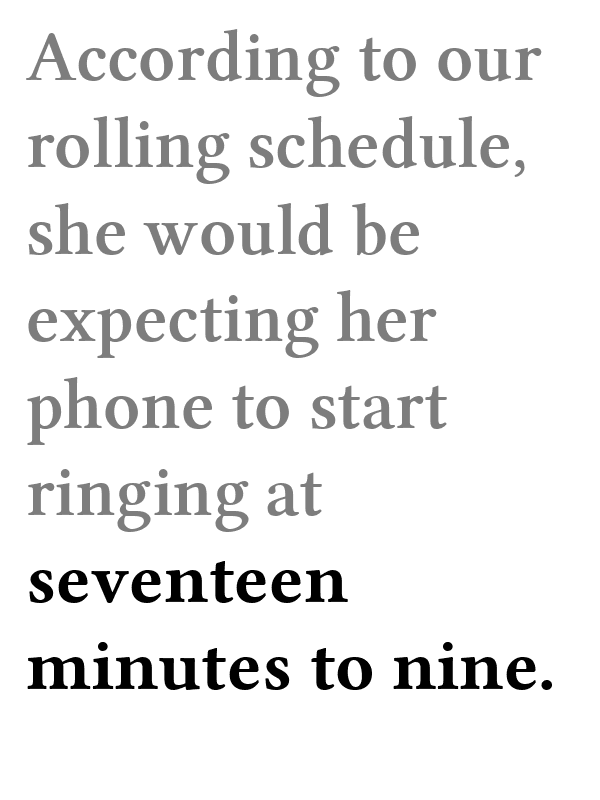 According to our
rolling schedule,
she would be
expecting her
phone to start
ringing at
seventeen
minutes to nine.